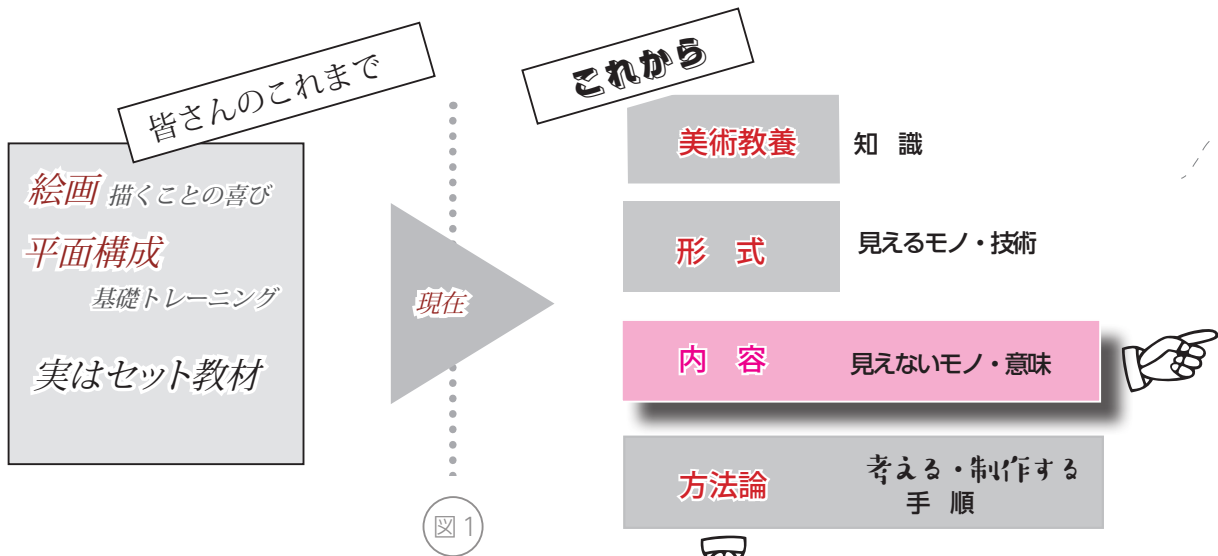 皆さんのこれまで
絵画 描くことの喜び
平面構成
基礎トレーニング
実はセット教材
現在
図1
これから
美術教養 知 識
形 式 見えるモノ・技術
内 容 見えないモノ・意味
方法論 考える・制作する
手 順